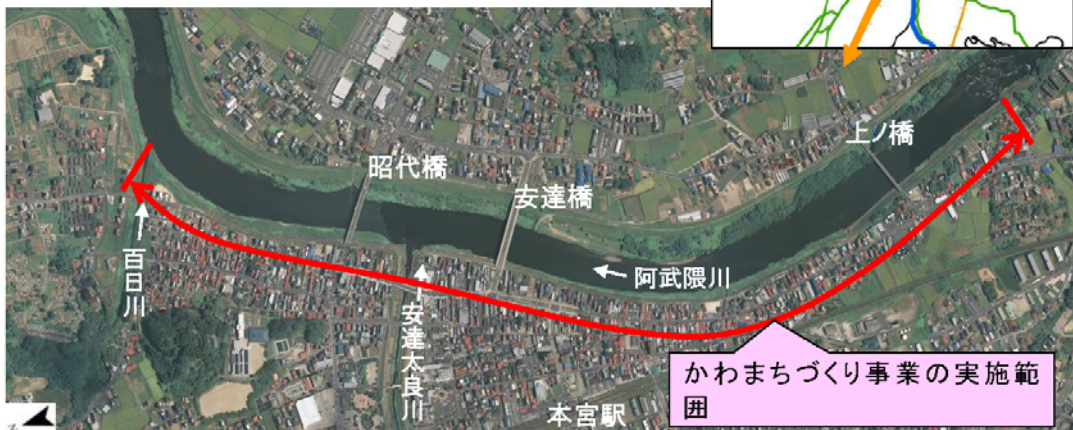 上ノ橋
昭代橋
安達橋
阿武隈川
百日川
安達太良川
かわまちづくり事業の実施範
囲
本宮駅